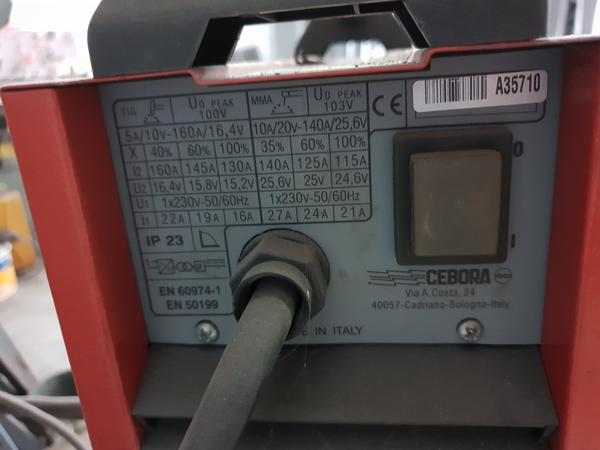 TIG U0 PEAK 100V MMA U0 PEAK 103V CE A35710
5A/10V-160A/16,4V 10A/20V-140A/25,6V
X 40% 60% 100% 35% 60% 100%
I2 160A 145A 130A 140A 125A 115A
U2 16,4V 15,8V 15,2V 25,6V 25V 24,6V
U1 1x230V-50/60Hz 1x230V-50/60Hz
I1 22A 19A 16A 27A 24A 21A
O
I
IP 23
EN 60974-1
EN 50199
CEBORA
Via A.Costa, 24
40057-Cadriano-Bologna-Italy
IN ITALY